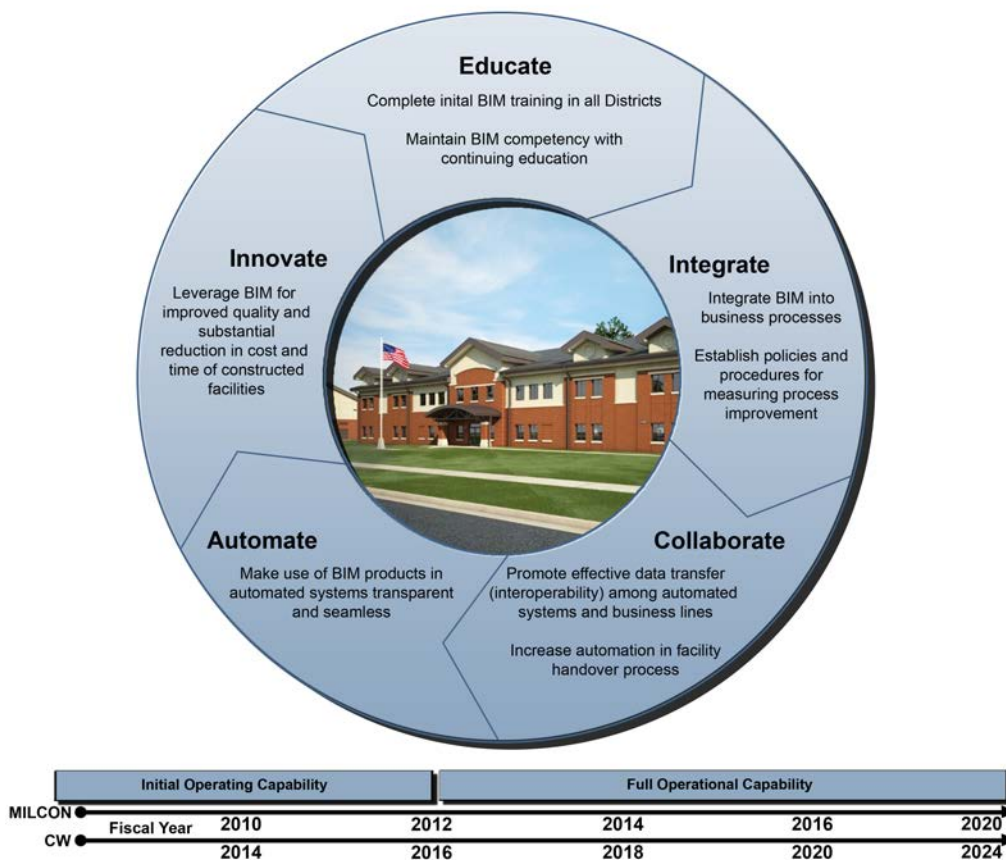 Educate
Complete inital BIM training in all Districts
Maintain BIM competency with
continuing education
Integrate
Integrate BIM into
business processes
Establish policies and
procedures for
measuring process
improvement
Collaborate
Promote effective data transfer
(interoperability) among automated
systems and business lines
Increase automation in facility
handover process
Automate
Make use of BIM products in
automated systems transparent
and seamless
Innovate
Leverage BIM for
improved quality and
substantial
reduction in cost and
time of constructed
facilities
Initial Operating Capability
Full Operational Capability
MILCON
Fiscal Year
2010 2012 2014 2016 2020
CW
2014 2016 2018 2020 2024